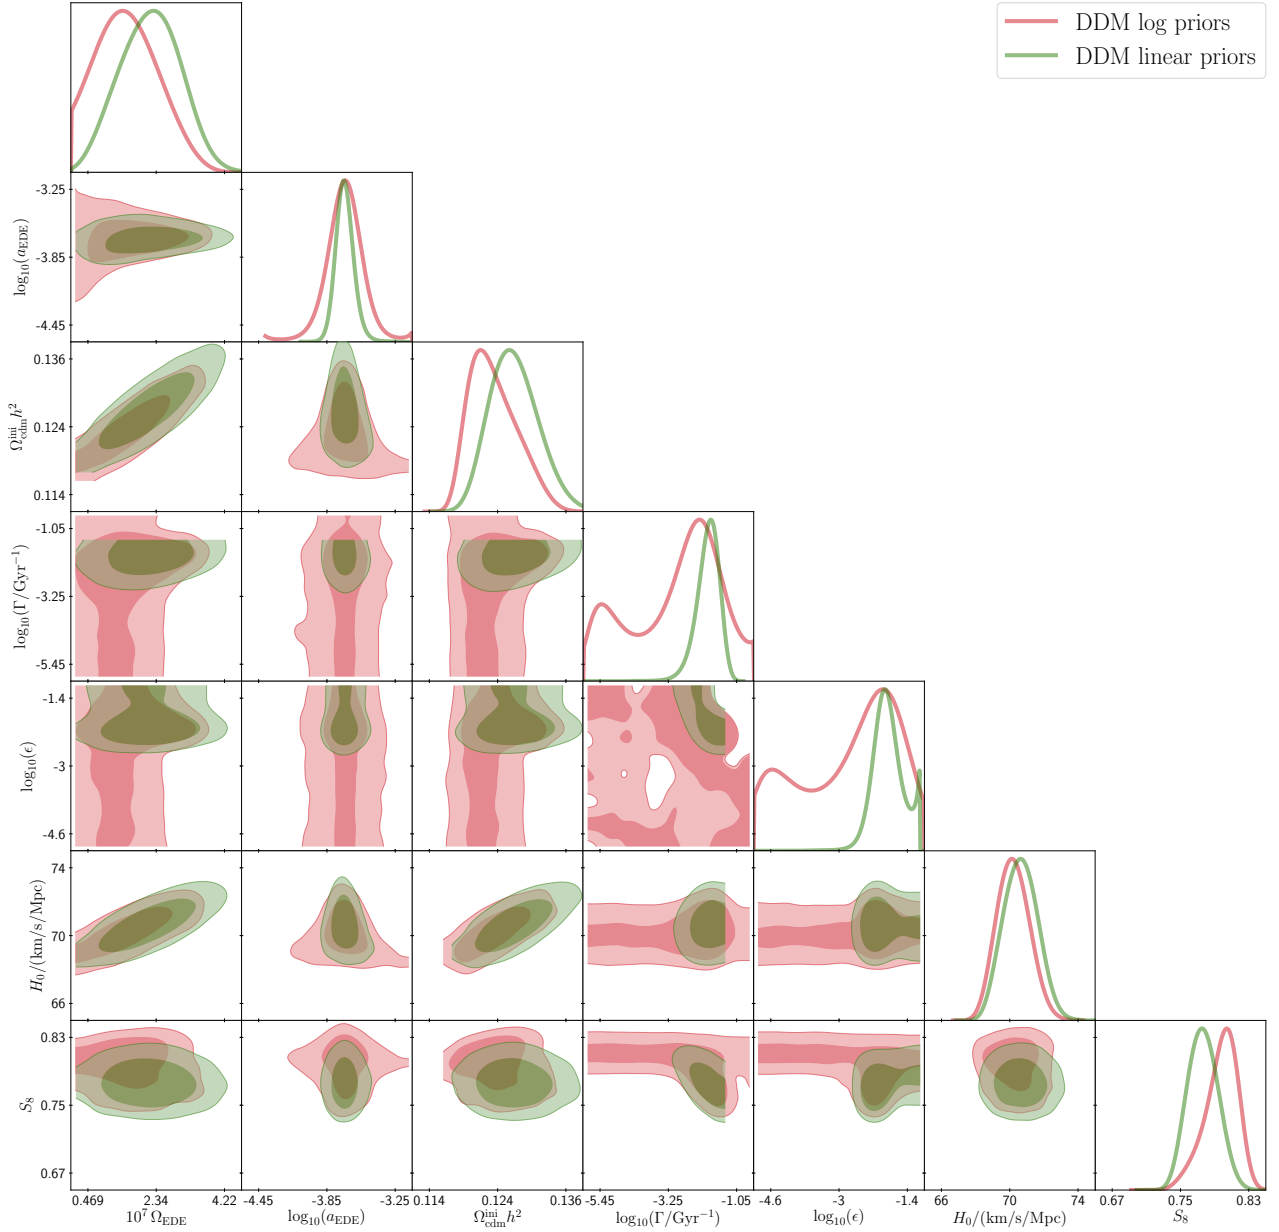 DDM log priors
DDM linear priors
log₁₀(a_EDE)
-3.25
-3.85
-4.45
Ω^ini_cdm h²
0.136
0.124
0.114
log₁₀(Γ/Gyr⁻¹)
-1.05
-3.25
-5.45
log₁₀(ϵ)
-1.4
-3
-4.6
H₀/(km/s/Mpc)
74
70
66
S₈
0.83
0.75
0.67
0.469 2.34 4.22 -4.45 -3.85 -3.25 0.114 0.124 0.136 -5.45 -3.25 -1.05 -4.6 -3 -1.4 66 70 74 0.67 0.75 0.83
10⁷ Ω_EDE log₁₀(a_EDE) Ω^ini_cdm h² log₁₀(Γ/Gyr⁻¹) log₁₀(ϵ) H₀/(km/s/Mpc) S₈